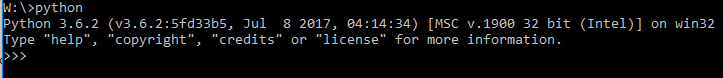 W:\>python
Python 3.6.2 (v3.6.2:5fd33b5, Jul  8 2017, 04:14:34) [MSC v.1900 32 bit (Intel)] on win32
Type "help", "copyright", "credits" or "license" for more information.
>>>